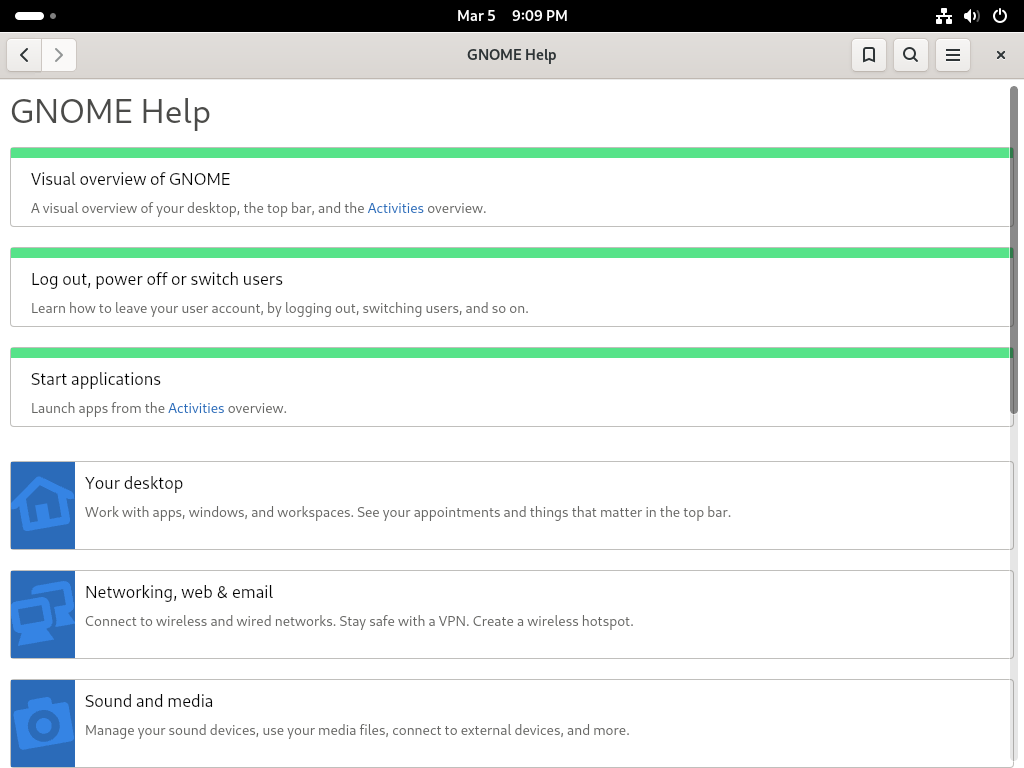 Mar 5 9:09 PM
GNOME Help
GNOME Help
Visual overview of GNOME
A visual overview of your desktop, the top bar, and the Activities overview.
Log out, power off or switch users
Learn how to leave your user account, by logging out, switching users, and so on.
Start applications
Launch apps from the Activities overview.
Your desktop
Work with apps, windows, and workspaces. See your appointments and things that matter in the top bar.
Networking, web & email
Connect to wireless and wired networks. Stay safe with a VPN. Create a wireless hotspot.
Sound and media
Manage your sound devices, use your media files, connect to external devices, and more.